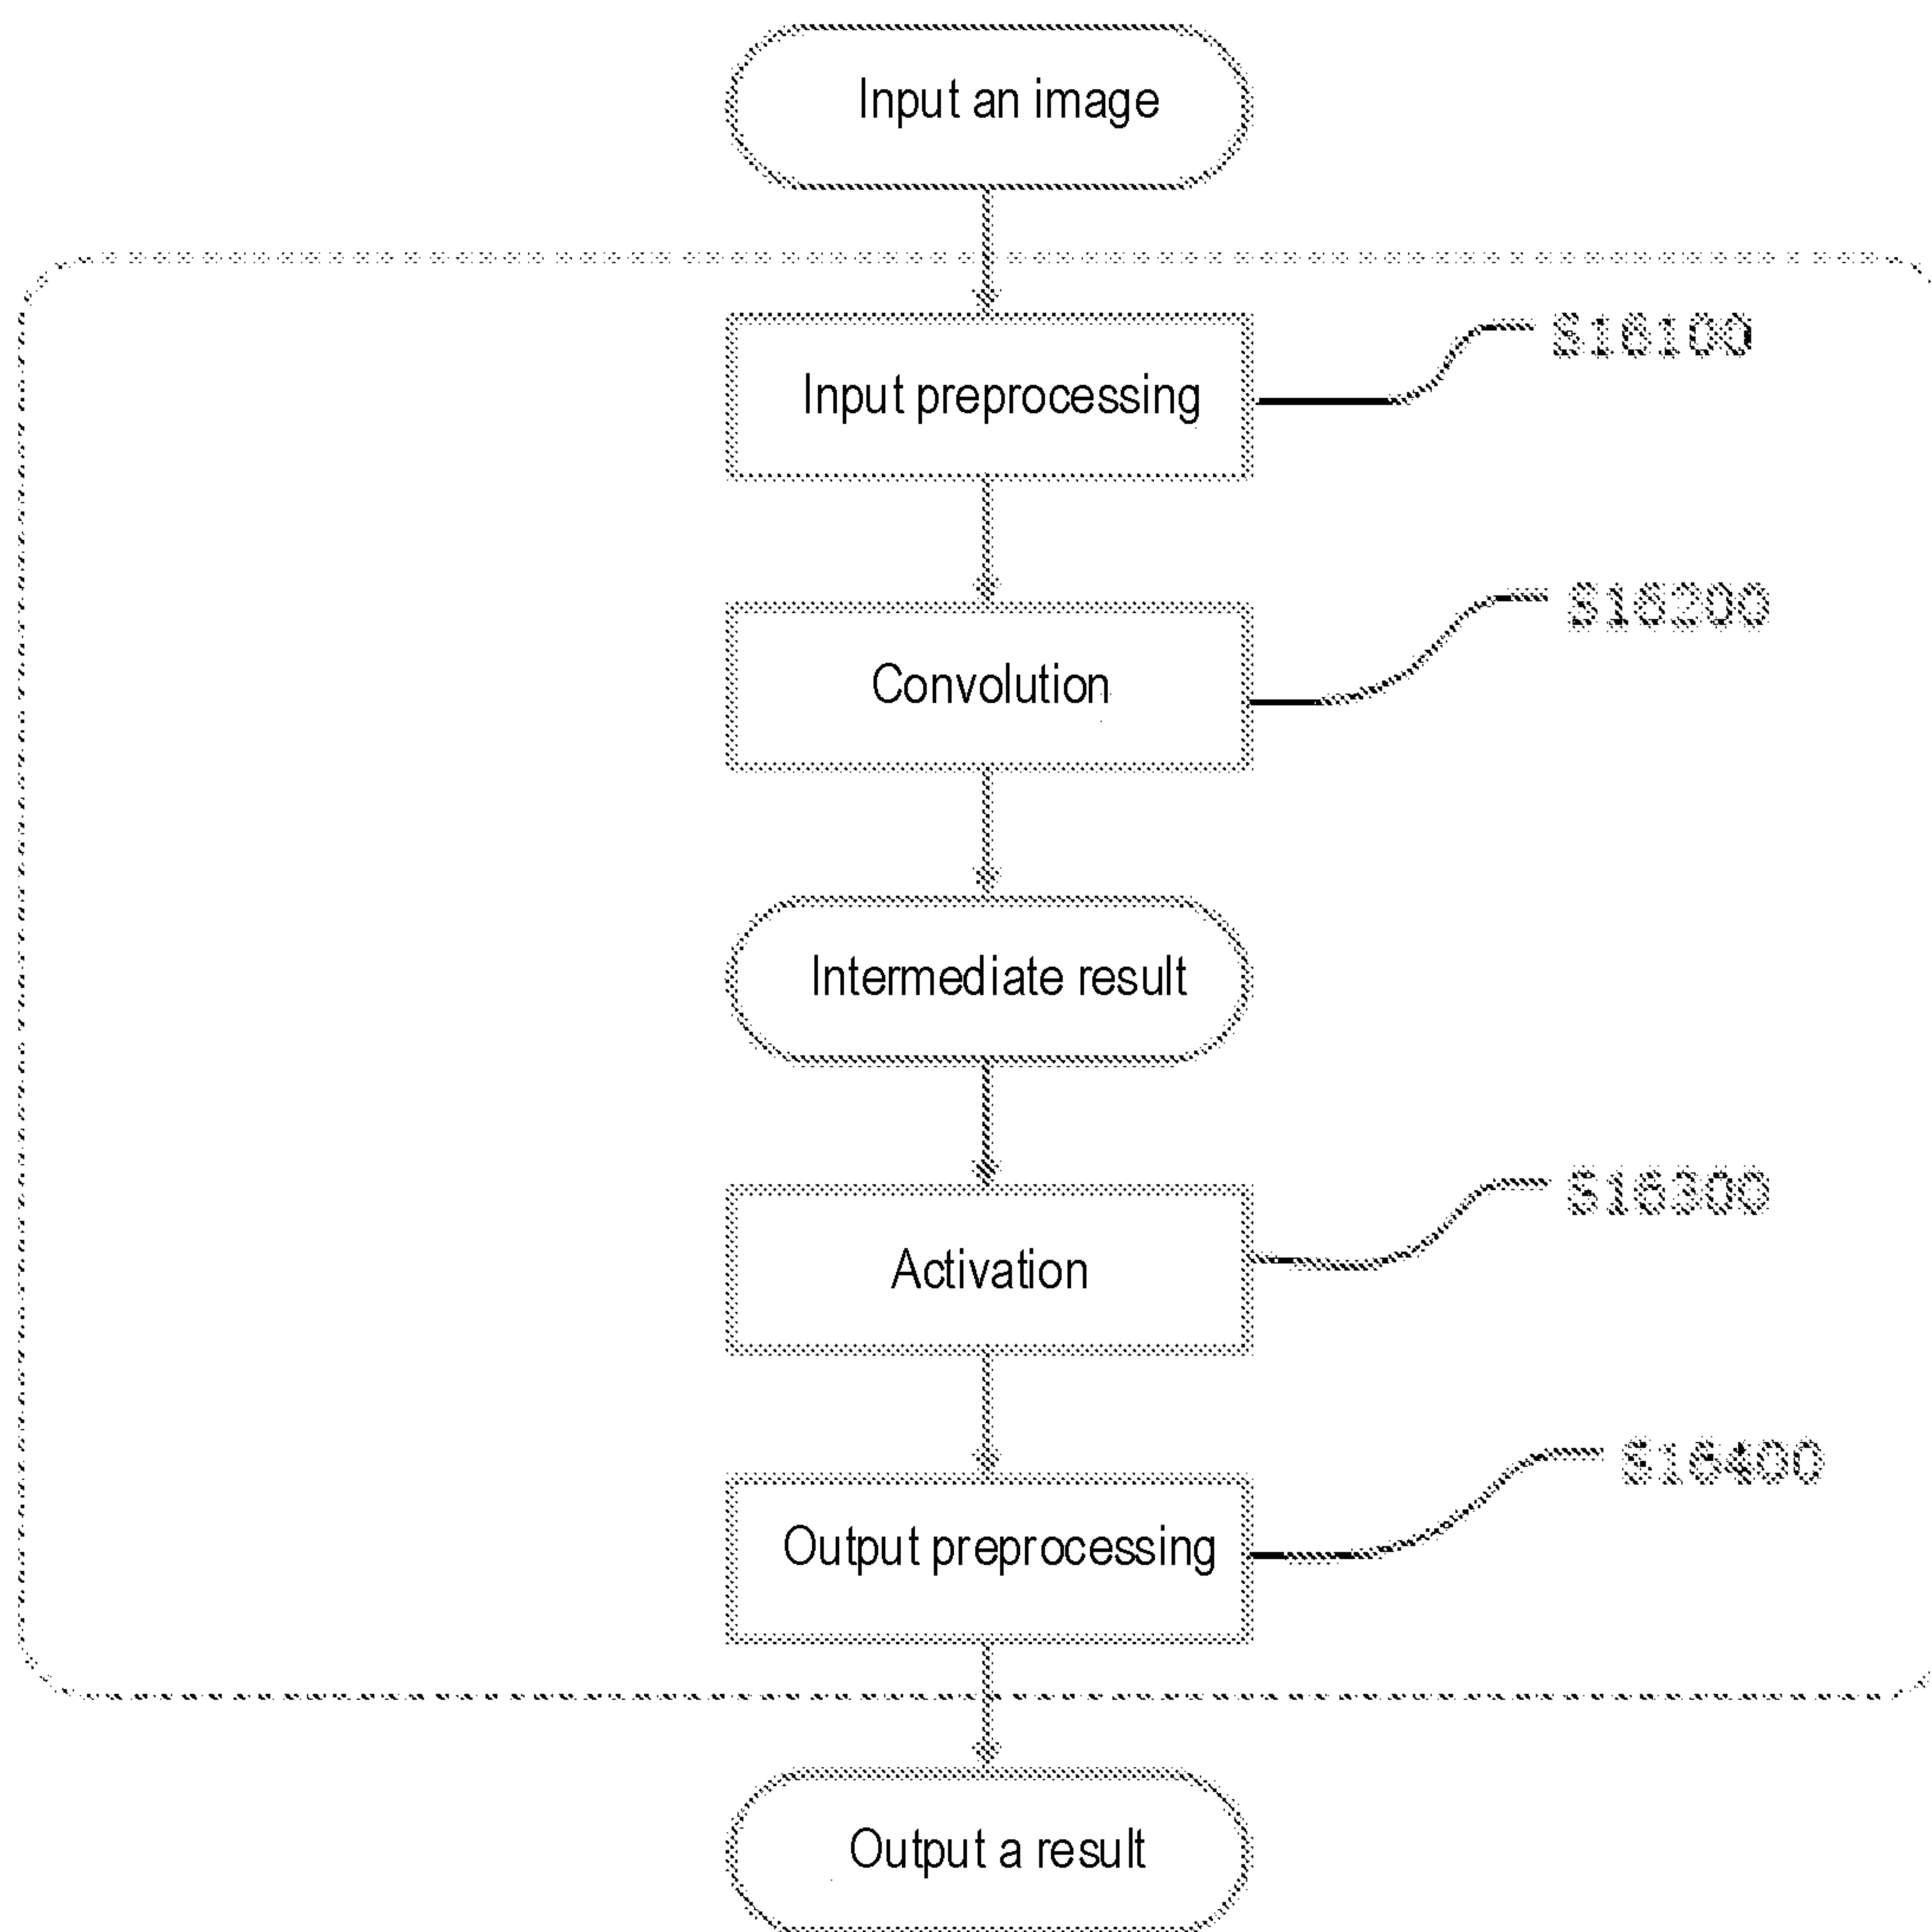 Input an image
Input preprocessing
S16100
Convolution
S16200
Intermediate result
Activation
S16300
Output preprocessing
S16400
Output a result